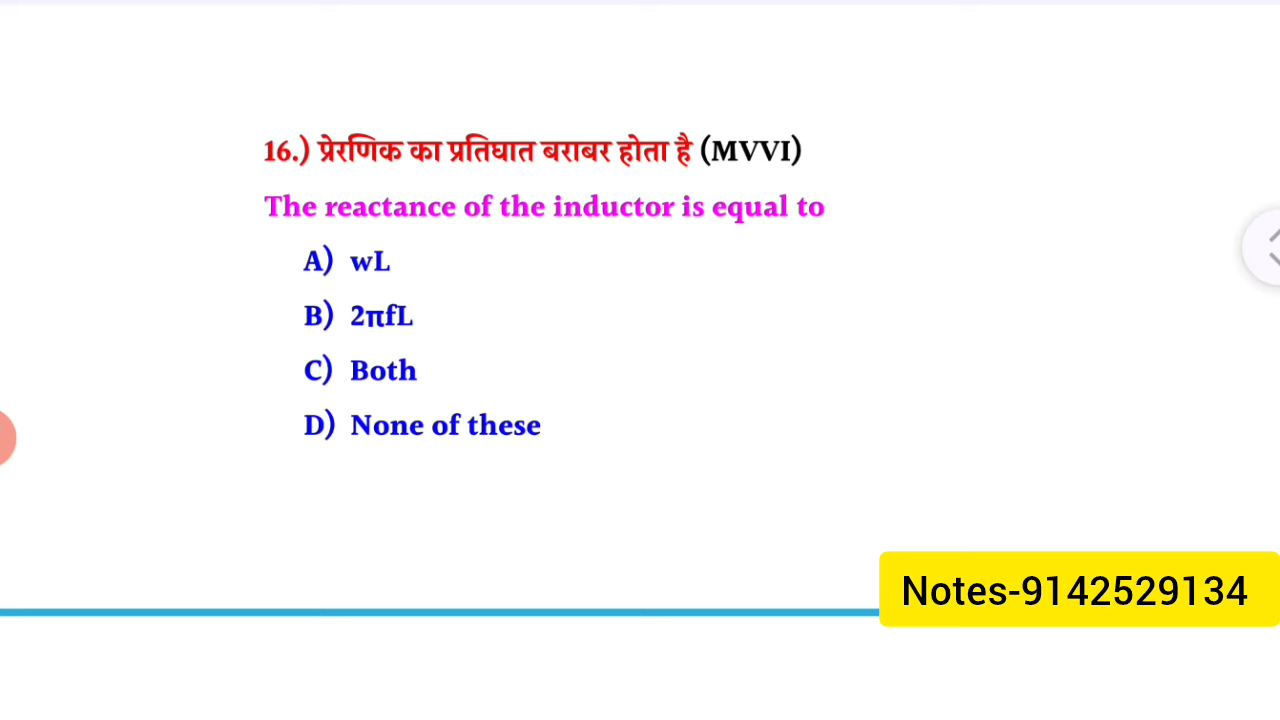 16.) प्रेरणिक का प्रतिघात बराबर होता है (MVVI)
The reactance of the inductor is equal to
A) wL
B) 2πfL
C) Both
D) None of these
Notes-9142529134